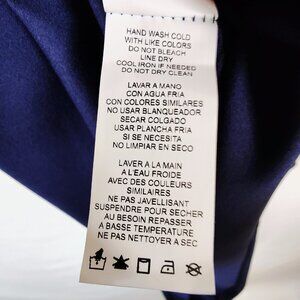 HAND WASH COLD
WITH LIKE COLORS
DO NOT BLEACH
LINE DRY
COOL IRON IF NEEDED
DO NOT DRY CLEAN
LAVAR A MANO
CON AGUA FRIA
CON COLORES SIMILARES
NO USAR BLANQUEADOR
SECAR COLGADO
USAR PLANCHA FRIA
SI SE NECESITA
NO LIMPIAR EN SECO
LAVER A LA MAIN
A L'EAU FROIDE
AVEC DES COULEURS
SIMILAIRES
NE PAS JAVELLISANT
SUSPENDRE POUR SECHER
AU BESOIN REPASSER
A BASSE TEMPERATURE
NE PAS NETTOYER A SEC